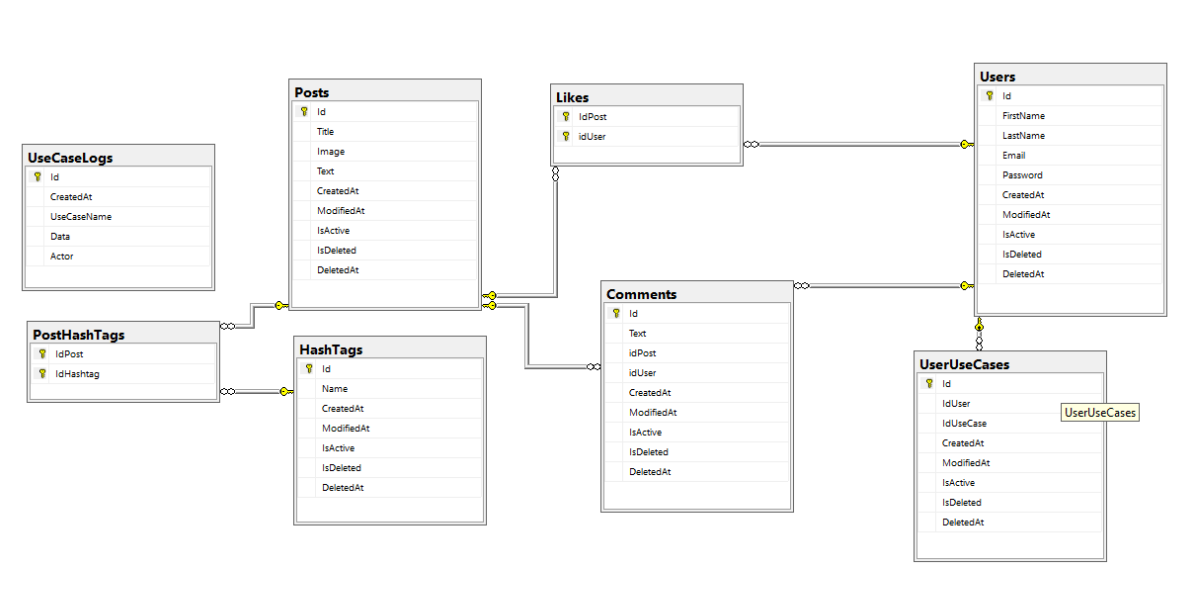 UseCaseLogs
Id
CreatedAt
UseCaseName
Data
Actor
PostHashTags
IdPost
IdHashtag
Posts
Id
Title
Image
Text
CreatedAt
ModifiedAt
IsActive
IsDeleted
DeletedAt
HashTags
Id
Name
CreatedAt
ModifiedAt
IsActive
IsDeleted
DeletedAt
Likes
IdPost
idUser
Comments
Id
Text
idPost
idUser
CreatedAt
ModifiedAt
IsActive
IsDeleted
DeletedAt
Users
Id
FirstName
LastName
Email
Password
CreatedAt
ModifiedAt
IsActive
IsDeleted
DeletedAt
UserUseCases
Id
IdUser
IdUseCase
CreatedAt
ModifiedAt
IsActive
IsDeleted
DeletedAt
UserUseCases